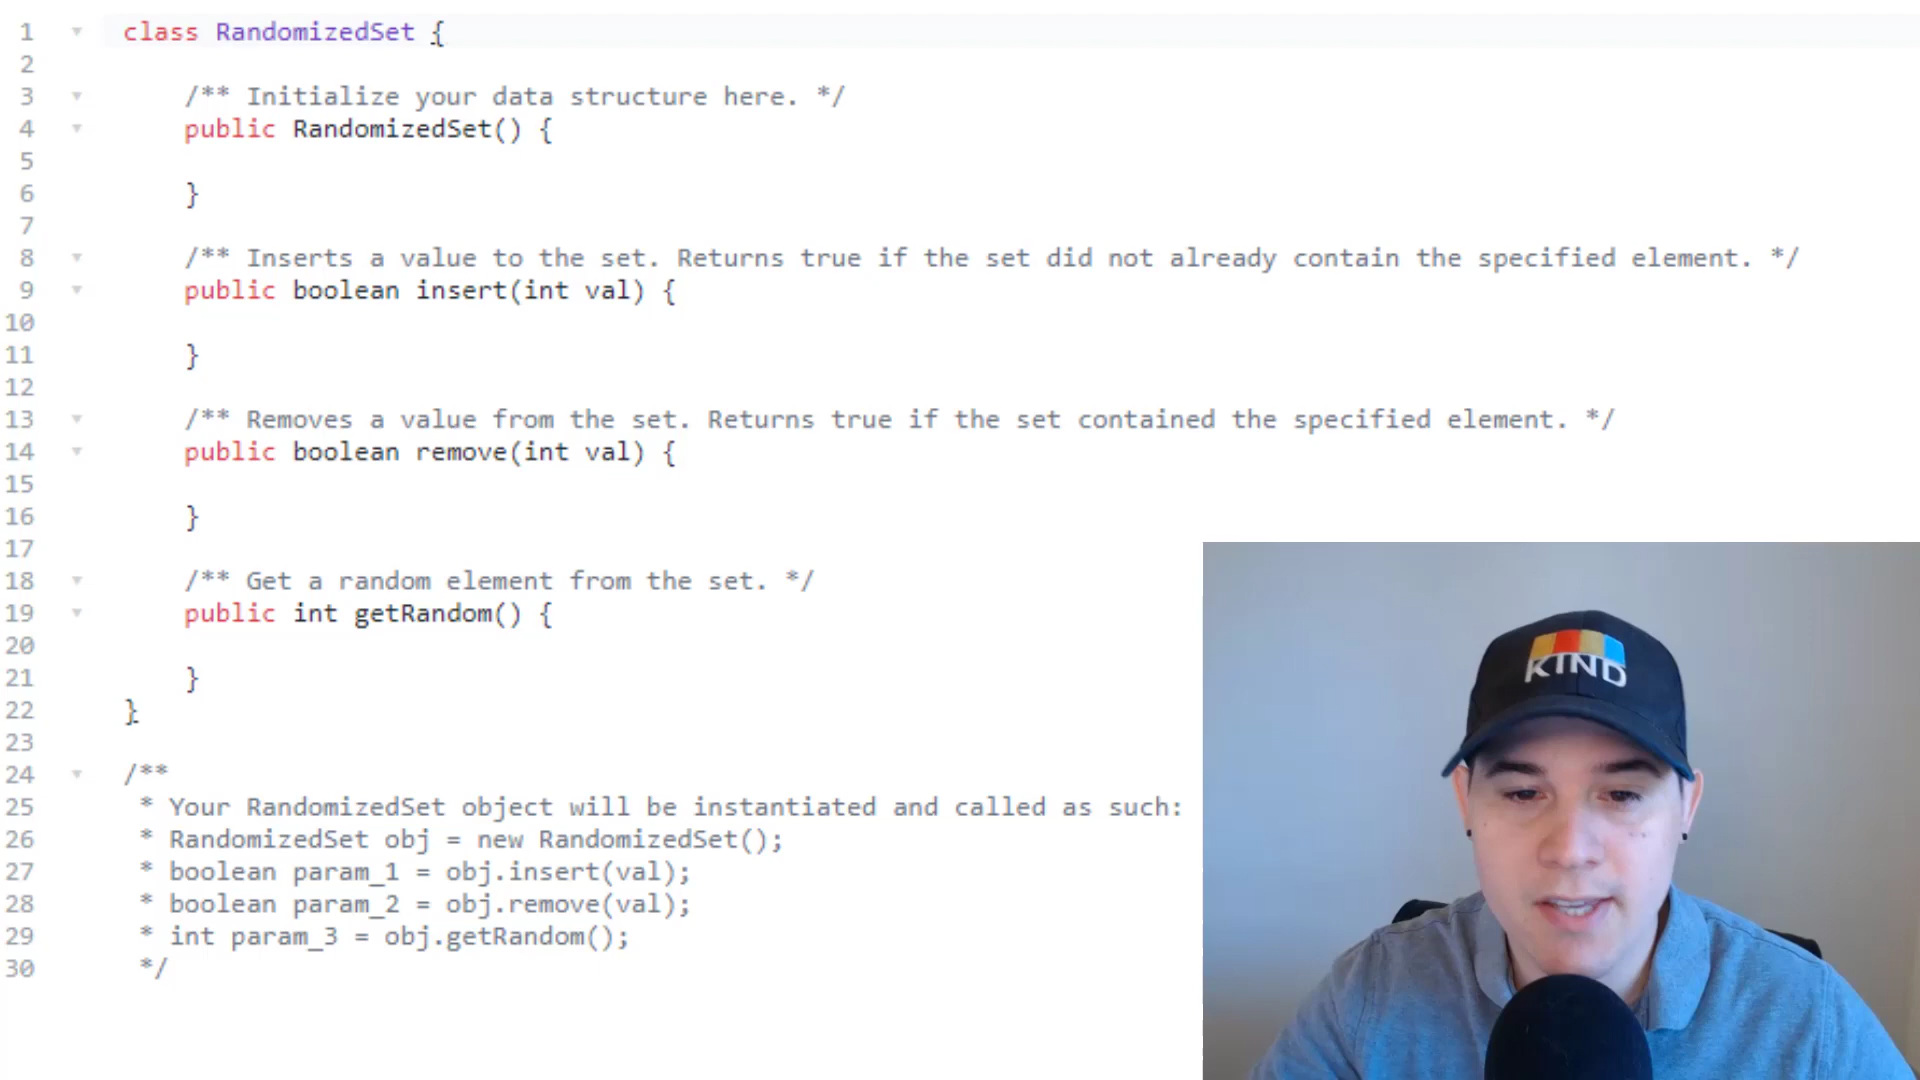 1 class RandomizedSet {
2
3 /** Initialize your data structure here. */
4 public RandomizedSet() {
5
6 }
7
8 /** Inserts a value to the set. Returns true if the set did not already contain the specified element. */
9 public boolean insert(int val) {
10
11 }
12
13 /** Removes a value from the set. Returns true if the set contained the specified element. */
14 public boolean remove(int val) {
15
16 }
17
18 /** Get a random element from the set. */
19 public int getRandom() {
20
21 }
22 }
23
24 /**
25 * Your RandomizedSet object will be instantiated and called as such:
26 * RandomizedSet obj = new RandomizedSet();
27 * boolean param_1 = obj.insert(val);
28 * boolean param_2 = obj.remove(val);
29 * int param_3 = obj.getRandom();
30 */
KIND